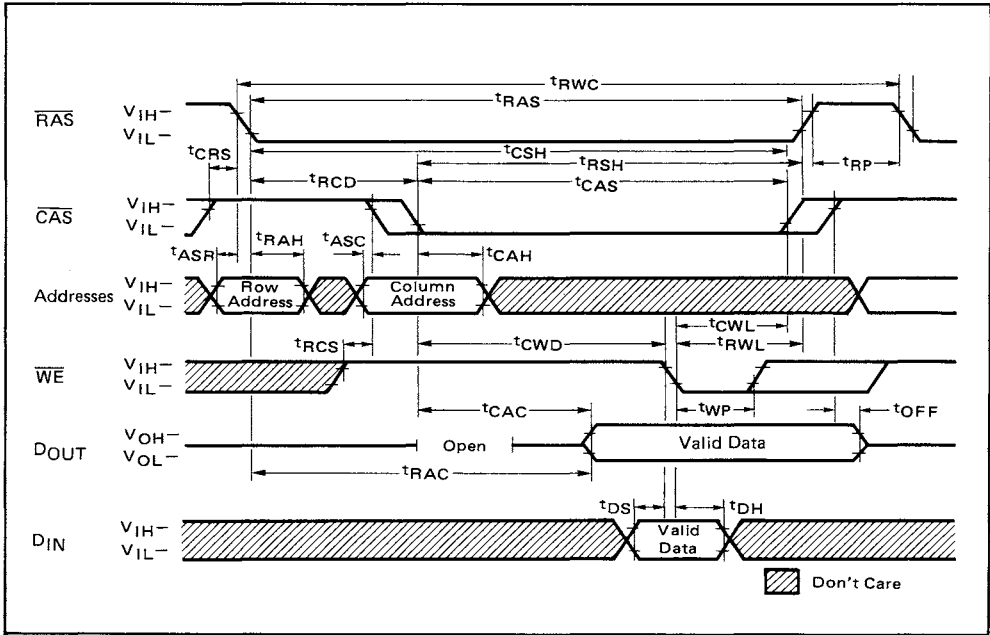 tRWC
tRAS
RAS
VIH–
VIL–
tCSH
tCRS
tRSH
tRP
tRCD
tCAS
CAS
VIH–
VIL–
tASR
tRAH
tASC
tCAH
Addresses
VIH–
VIL–
Row
Address
Column
Address
tCWL
tRCS
tCWD
tRWL
WE
VIH–
VIL–
tCAC
tWP
tOFF
DOUT
VOH–
VOL–
Open
Valid Data
tRAC
tDS
tDH
DIN
VIH–
VIL–
Valid
Data
Don't Care